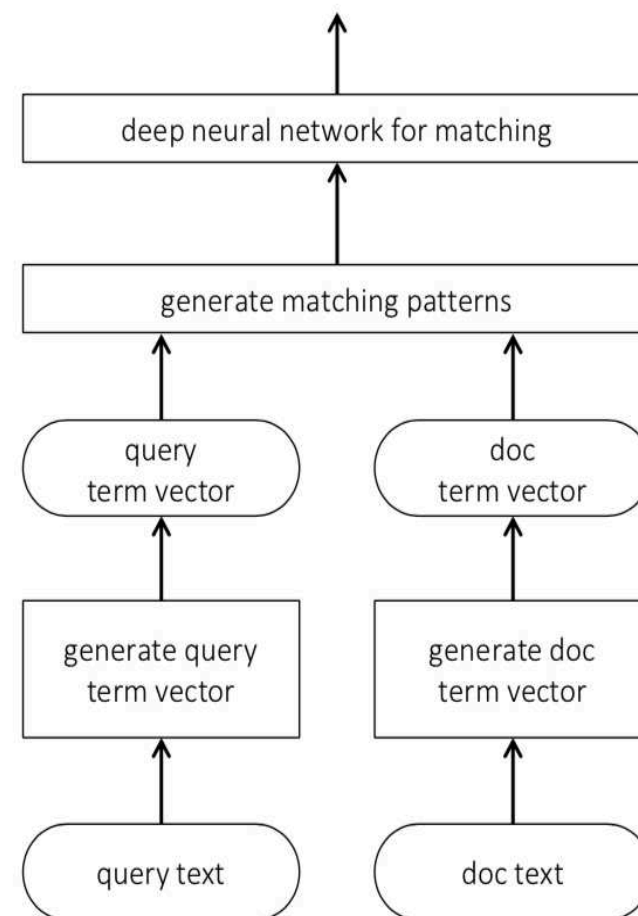 deep neural network for matching
generate matching patterns
query
term vector
doc
term vector
generate query
term vector
generate doc
term vector
query text
doc text